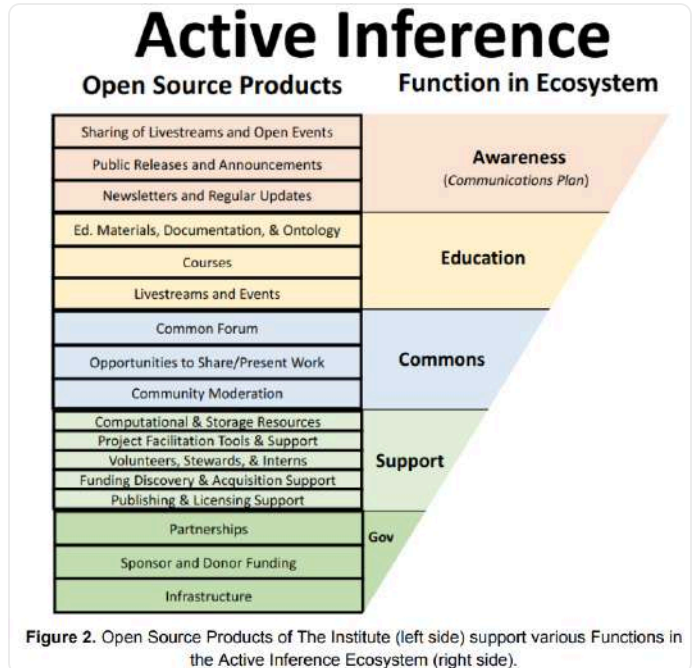 Active Inference
Open Source Products
Function in Ecosystem
Sharing of Livestreams and Open Events
Public Releases and Announcements
Newsletters and Regular Updates
Awareness
(Communications Plan)
Ed. Materials, Documentation, & Ontology
Courses
Livestreams and Events
Education
Common Forum
Opportunities to Share/Present Work
Community Moderation
Commons
Computational & Storage Resources
Project Facilitation Tools & Support
Volunteers, Stewards, & Interns
Funding Discovery & Acquisition Support
Publishing & Licensing Support
Support
Partnerships
Sponsor and Donor Funding
Infrastructure
Gov
Figure 2. Open Source Products of The Institute (left side) support various Functions in
the Active Inference Ecosystem (right side).